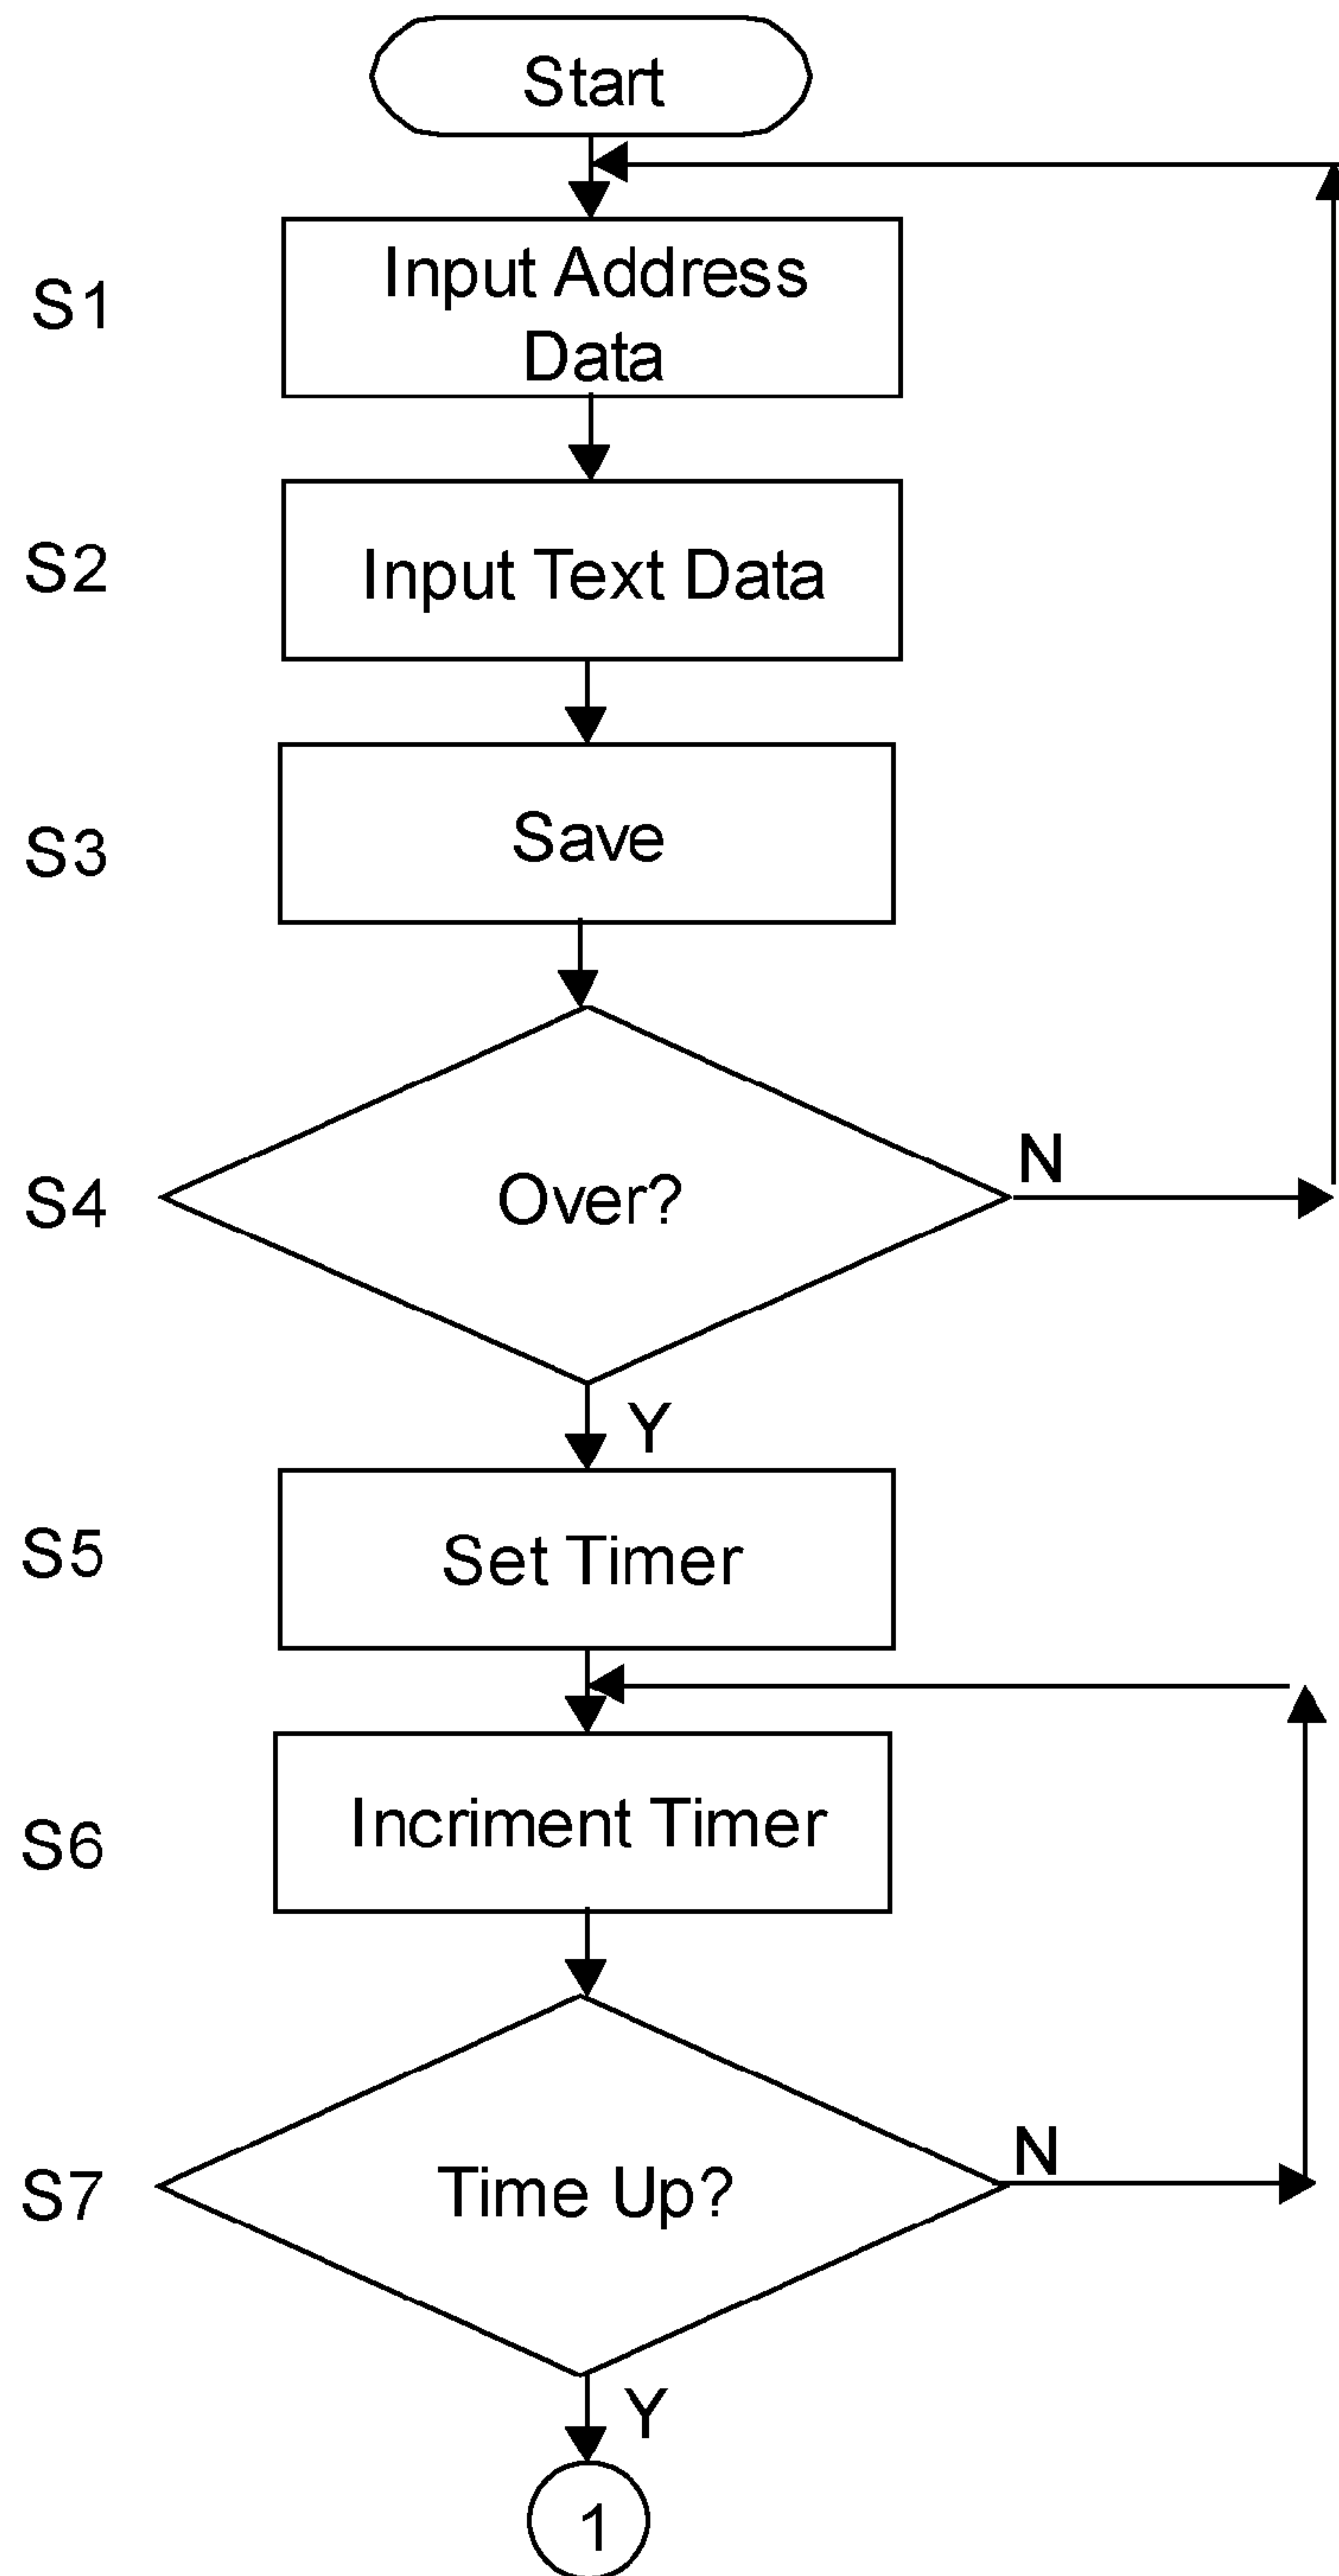 Start
S1
Input Address
Data
S2
Input Text Data
S3
Save
S4
Over?
N
Y
S5
Set Timer
S6
Incriment Timer
S7
Time Up?
N
Y
1